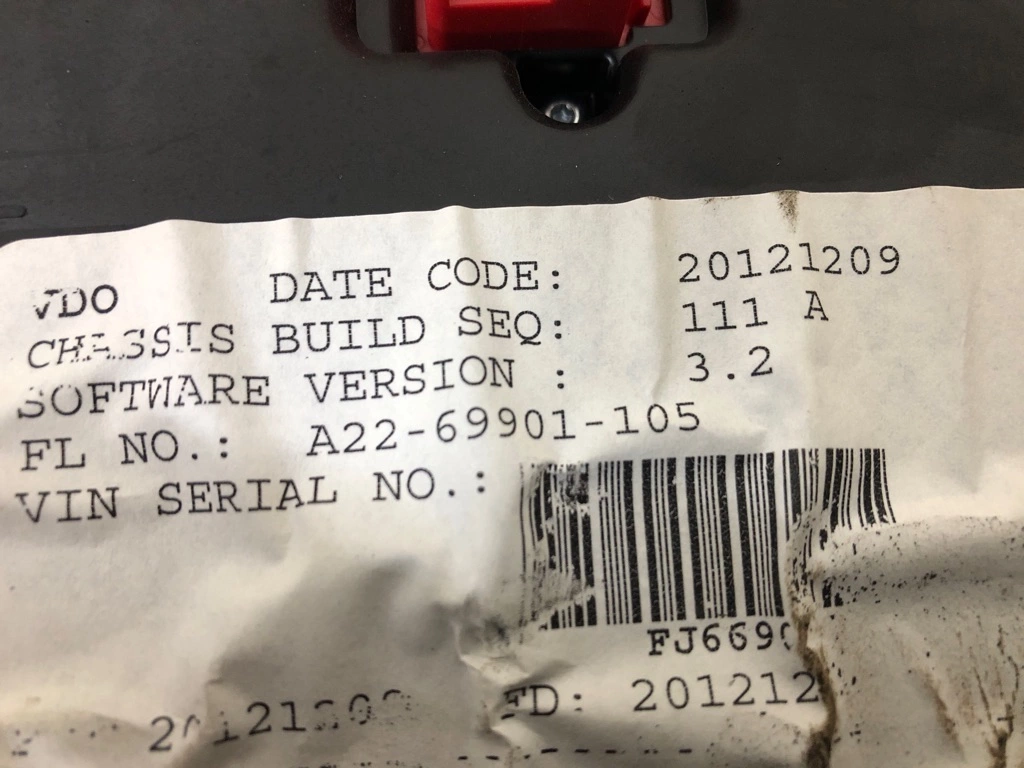 VDO DATE CODE: 20121209
CHASSIS BUILD SEQ: 111 A
SOFTWARE VERSION : 3.2
FL NO.: A22-69901-105
VIN SERIAL NO.: